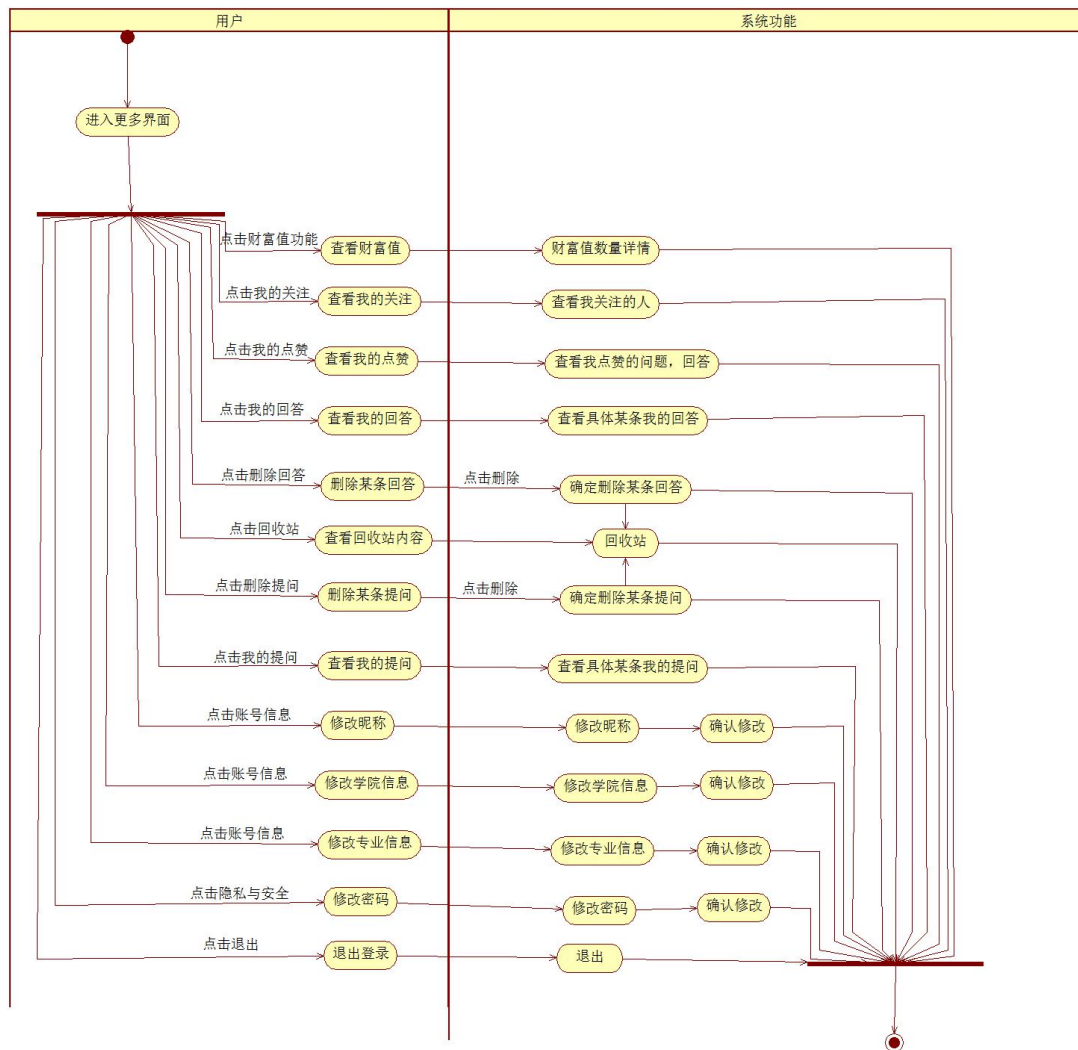 用户
系统功能
进入更多界面
点击财富值功能
查看财富值
财富值数量详情
点击我的关注
查看我的关注
查看我关注的人
点击我的点赞
查看我的点赞
查看我点赞的问题，回答
点击我的回答
查看我的回答
查看具体某条我的回答
点击删除回答
删除某条回答
点击删除
确定删除某条回答
点击回收站
查看回收站内容
回收站
点击删除提问
删除某条提问
点击删除
确定删除某条提问
点击我的提问
查看我的提问
查看具体某条我的提问
点击账号信息
修改昵称
修改昵称
确认修改
点击账号信息
修改学院信息
修改学院信息
确认修改
点击账号信息
修改专业信息
修改专业信息
确认修改
点击隐私与安全
修改密码
修改密码
确认修改
点击退出
退出登录
退出